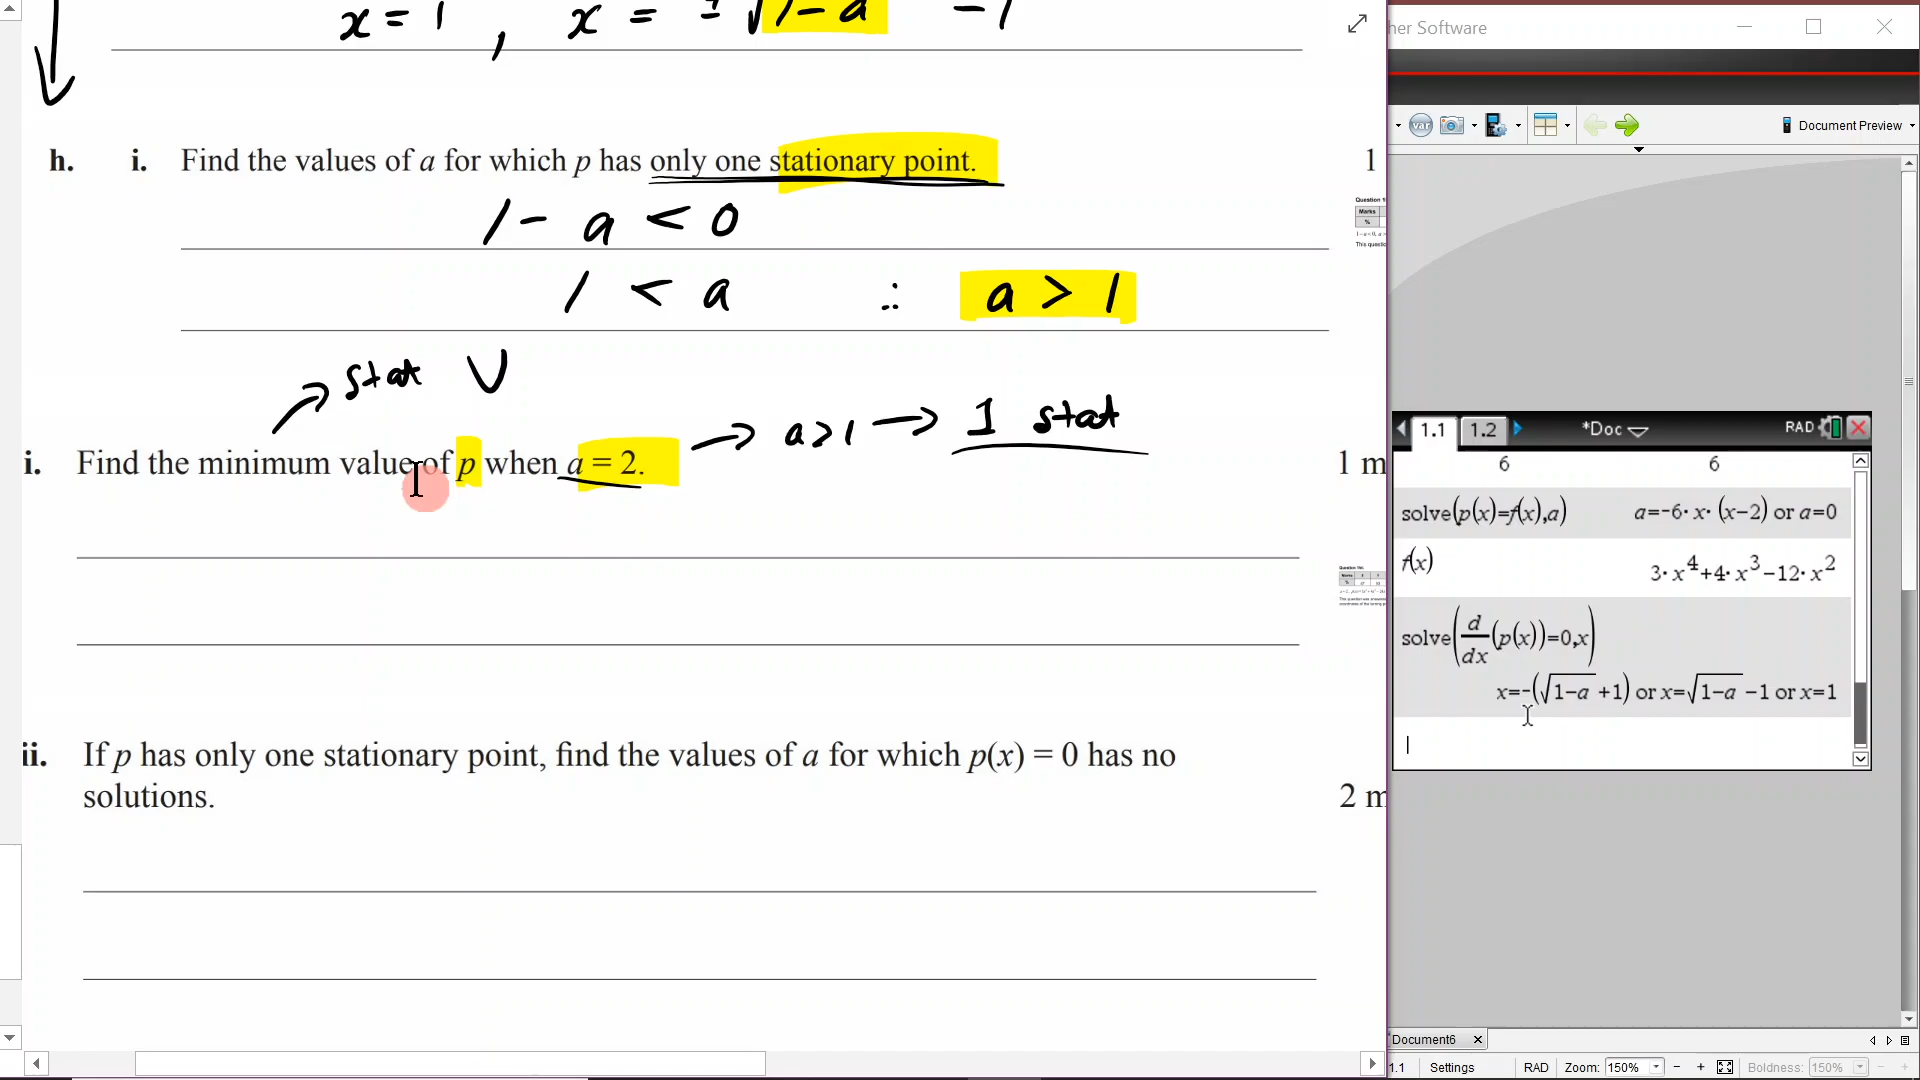 x = 1 , x = ± √1-a - 1
her Software
Document Preview
h. i. Find the values of a for which p has only one stationary point. 1
1 - a < 0
1 < a ∴ a > 1
stat
a > 1 → 1 stat
i. Find the minimum value of p when a = 2. 1 m
ii. If p has only one stationary point, find the values of a for which p(x) = 0 has no
solutions. 2 m
1.1 1.2 *Doc RAD
6 6
solve(p(x)=f(x),a) a=-6·x·(x-2) or a=0
f(x) 3·x⁴+4·x³-12·x²
solve(d/dx(p(x))=0,x)
x=-(√1-a +1) or x=√1-a -1 or x=1
Document6
1.1 Settings RAD Zoom: 150% Boldness: 150%